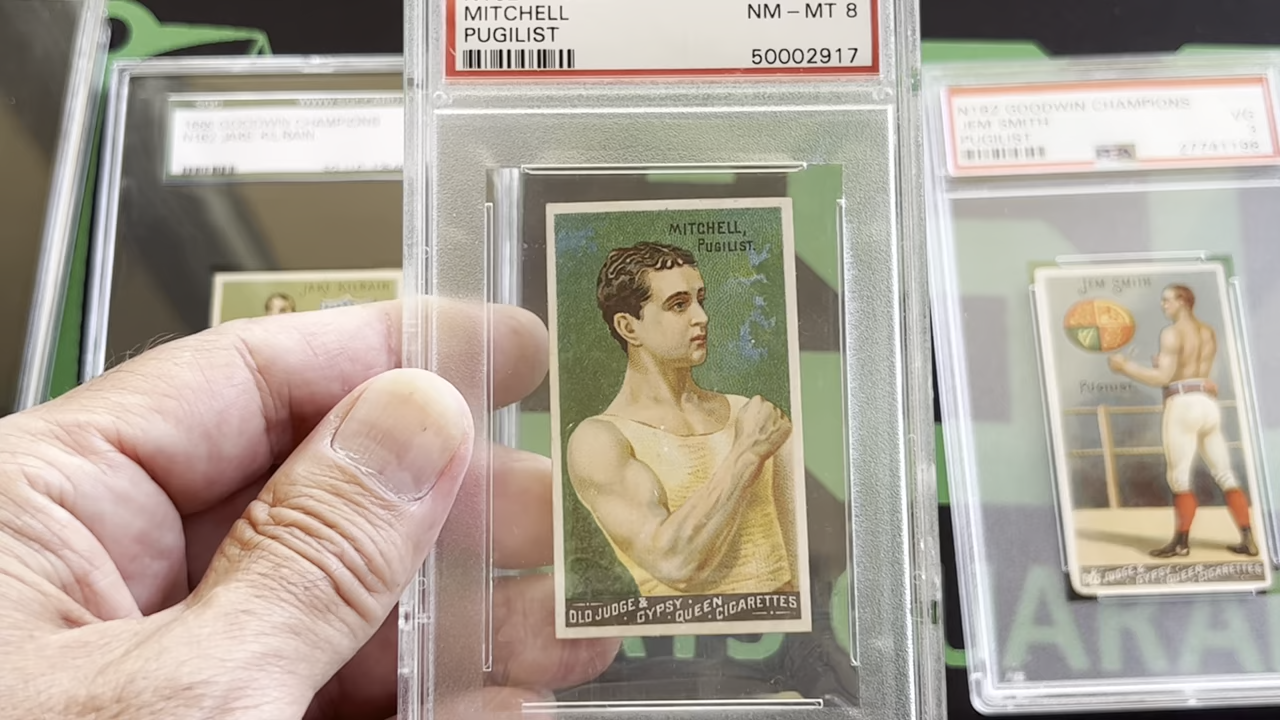 MITCHELL
PUGILIST
NM – MT 8
50002917
MITCHELL,
PUGILIST.
OLD JUDGE &
GYPSY · QUEEN CIGARETTES
1888 GOODWIN CHAMPIONS
N162 JAKE KILRAIN
JAKE KILRAIN
N162 GOODWIN CHAMPIONS
JEM SMITH
PUGILIST
VG
3
JEM SMITH
PUGILIST.
OLD JUDGE &
GYPSY · QUEEN CIGARETTES
ARA